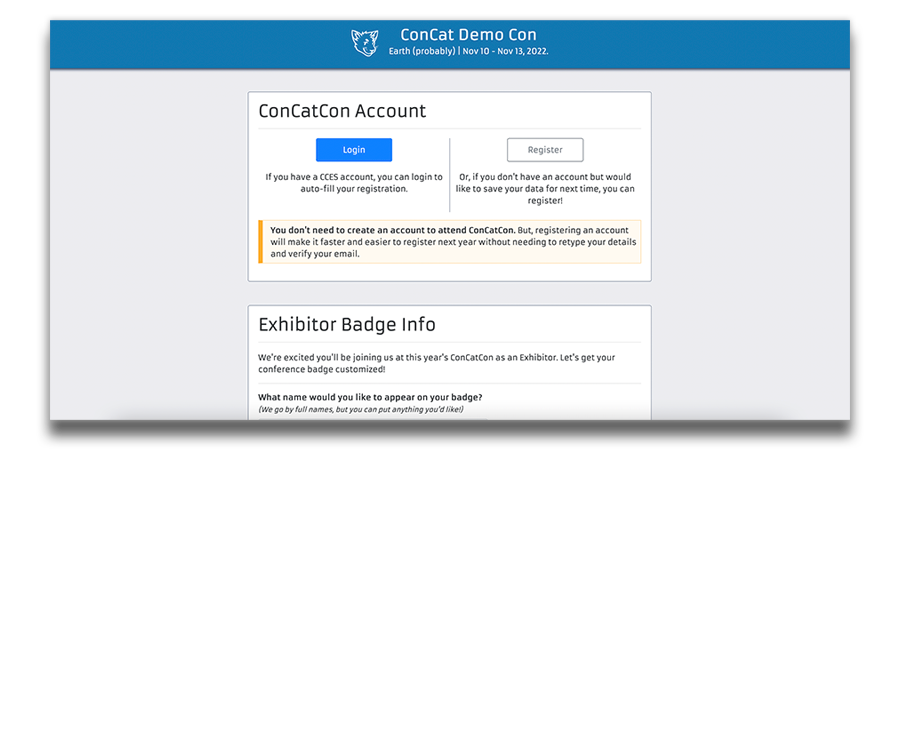 ConCat Demo Con
Earth (probably) | Nov 10 - Nov 13, 2022.
ConCatCon Account
Login
If you have a CCES account, you can login to
auto-fill your registration.
Register
Or, if you don't have an account but would
like to save your data for next time, you can
register!
You don't need to create an account to attend ConCatCon. But, registering an account
will make it faster and easier to register next year without needing to retype your details
and verify your email.
Exhibitor Badge Info
We're excited you'll be joining us at this year's ConCatCon as an Exhibitor. Let's get your
conference badge customized!
What name would you like to appear on your badge?
(We go by full names, but you can put anything you'd like!)